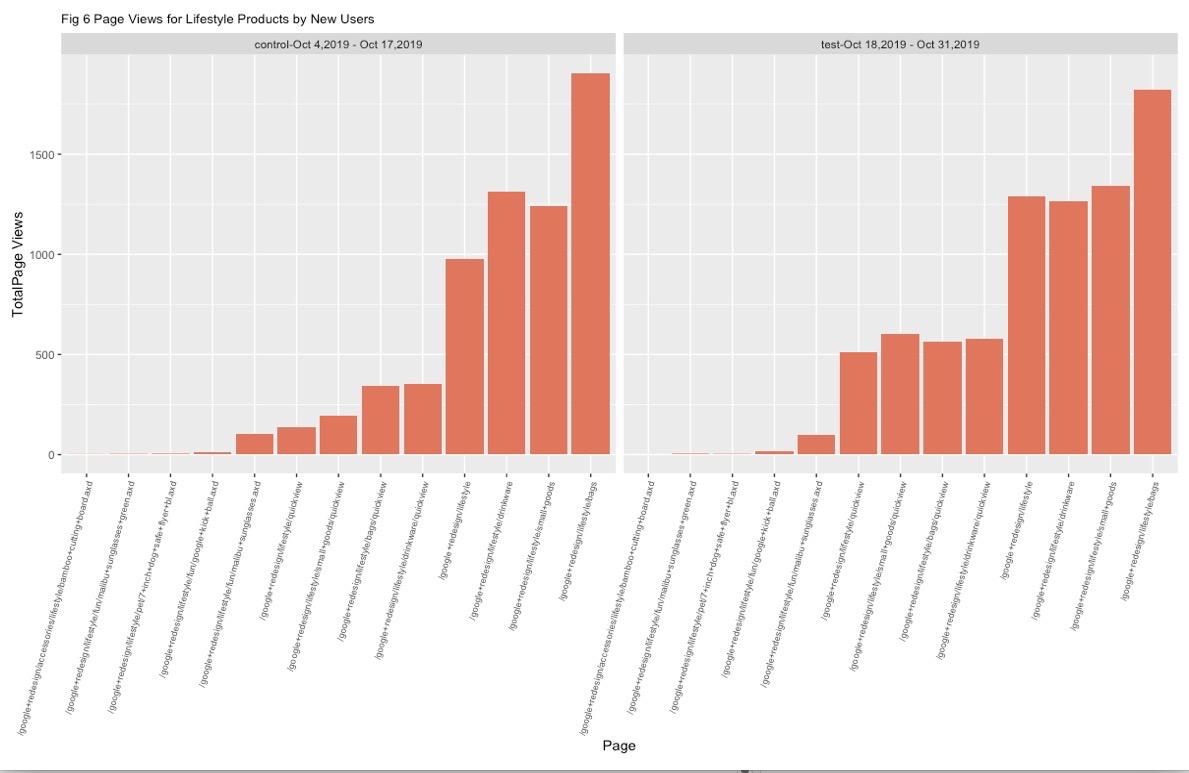 Fig 6 Page Views for Lifestyle Products by New Users
control-Oct 4,2019 - Oct 17,2019
test-Oct 18,2019 - Oct 31,2019
TotalPage Views
1500
1000
500
0
/google+redesign/accessories/lifestyle/bamboo+cutting+board.axd
/google+redesign/lifestyle/fun/malibu+sunglasses+green.axd
/google+redesign/lifestyle/pet/7+inch+dog+safe+flyer+bl.axd
/google+redesign/lifestyle/fun/google+kick+ball.axd
/google+redesign/lifestyle/fun/malibu+sunglasses.axd
/google+redesign/lifestyle/quickview
/google+redesign/lifestyle/small+goods/quickview
/google+redesign/lifestyle/bags/quickview
/google+redesign/lifestyle/drinkware/quickview
/google+redesign/lifestyle
/google+redesign/lifestyle/drinkware
/google+redesign/lifestyle/small+goods
/google+redesign/lifestyle/bags
/google+redesign/accessories/lifestyle/bamboo+cutting+board.axd
/google+redesign/lifestyle/fun/malibu+sunglasses+green.axd
/google+redesign/lifestyle/pet/7+inch+dog+safe+flyer+bl.axd
/google+redesign/lifestyle/fun/google+kick+ball.axd
/google+redesign/lifestyle/fun/malibu+sunglasses.axd
/google+redesign/lifestyle/quickview
/google+redesign/lifestyle/small+goods/quickview
/google+redesign/lifestyle/bags/quickview
/google+redesign/lifestyle/drinkware/quickview
/google+redesign/lifestyle
/google+redesign/lifestyle/drinkware
/google+redesign/lifestyle/small+goods
/google+redesign/lifestyle/bags
Page